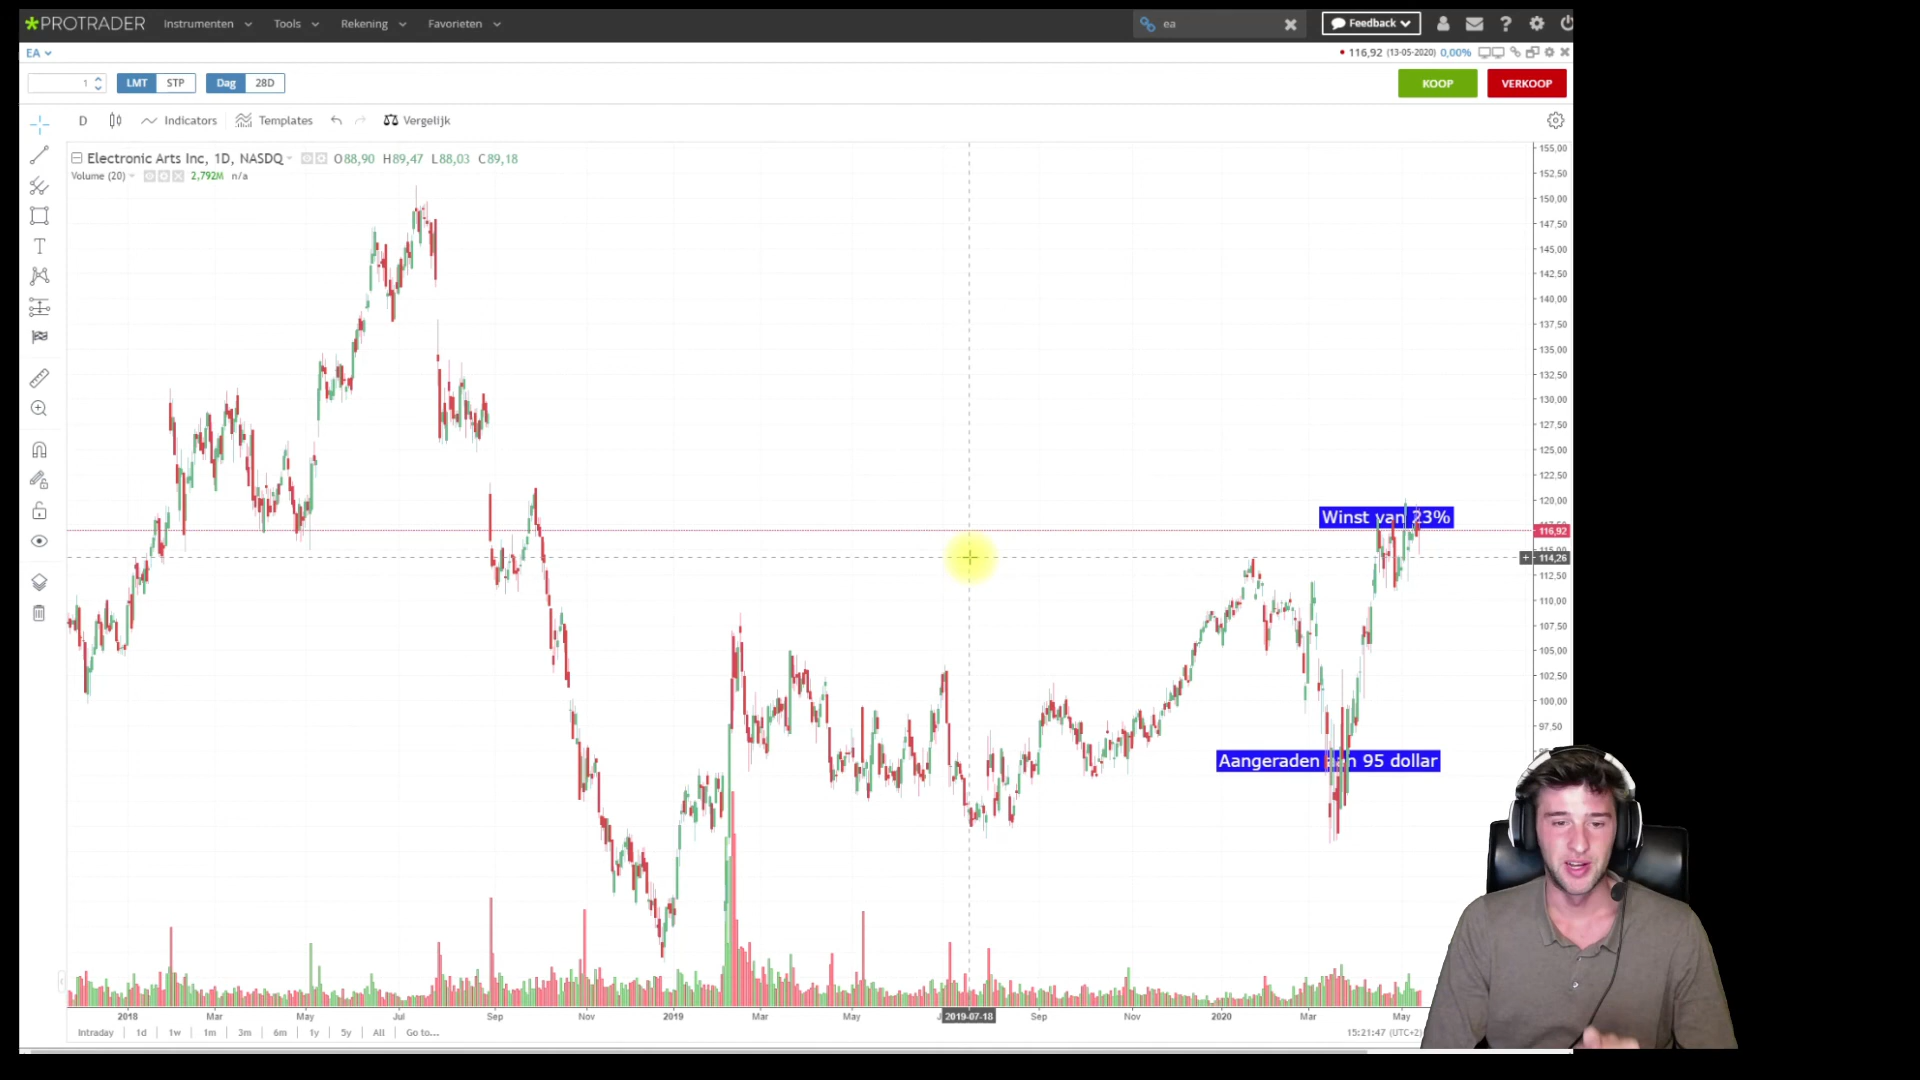 PROTRADER Instrumenten Tools Rekening Favorieten ea Feedback ?
EA 116,92 (13-05-2020) 0,00%
1 LMT STP Dag 28D KOOP VERKOOP
D Indicators Templates Vergelijk
Electronic Arts Inc, 1D, NASDQ O88,90 H89,47 L88,03 C89,18
Volume (20) 2,792M n/a
155,00
152,50
150,00
147,50
145,00
142,50
140,00
137,50
135,00
132,50
130,00
127,50
125,00
122,50
120,00
Winst van 23%
116,92
114,26
112,50
110,00
107,50
105,00
102,50
100,00
97,50
Aangeraden aan 95 dollar
2018 Mar May Jul Sep Nov 2019 Mar May 2019-07-18 Sep Nov 2020 Mar May
Intraday 1d 1w 1m 3m 6m 1y 5y All Go to... 15:21:47 (UTC+2)